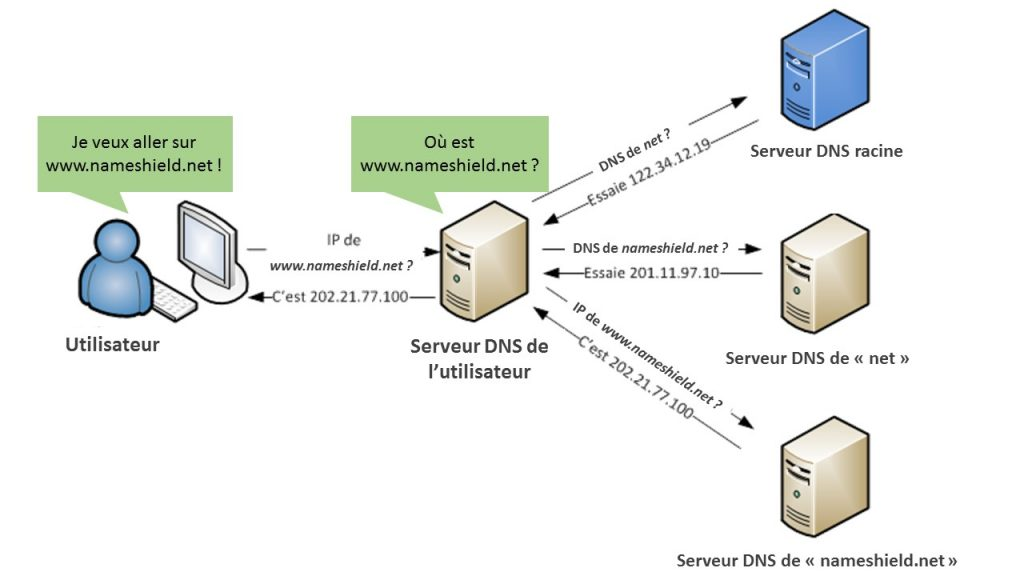 Je veux aller sur
www.nameshield.net !
Où est
www.nameshield.net ?
DNS de net ?
Essaie 122.34.12.19
Serveur DNS racine
IP de
www.nameshield.net ?
C'est 202.21.77.100
DNS de nameshield.net ?
Essaie 201.11.97.10
Utilisateur
Serveur DNS de
l’utilisateur
IP de www.nameshield.net ?
C'est 202.21.77.100
Serveur DNS de « net »
Serveur DNS de « nameshield.net »